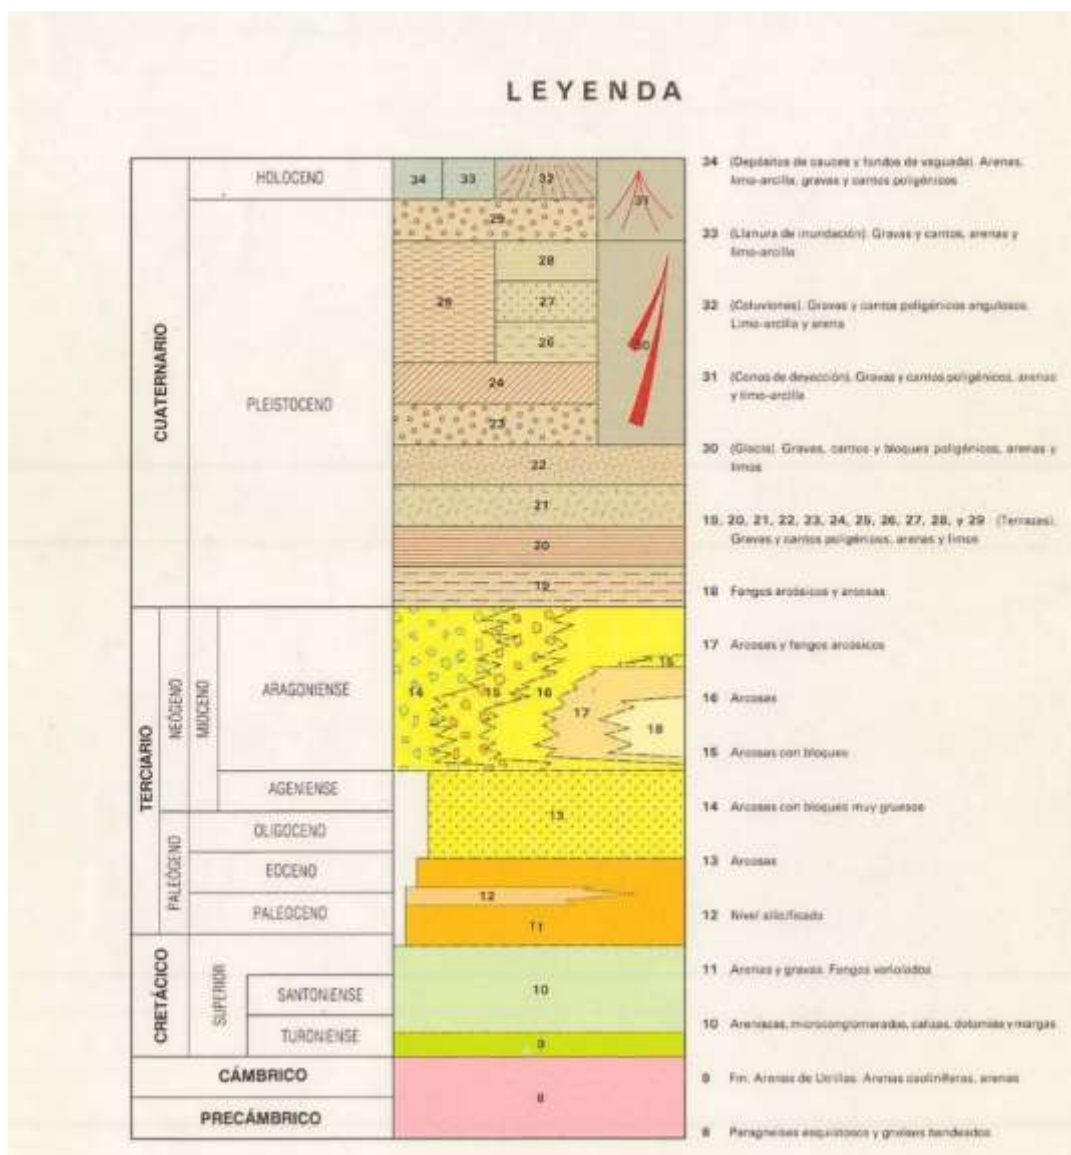 LEYENDA
CUATERNARIO
HOLOCENO
PLEISTOCENO
TERCIARIO
NEÓGENO
MIOCENO
ARAGONIENSE
AGENIENSE
PALEÓGENO
OLIGOCENO
EOCENO
PALEOCENO
CRETÁCICO
SUPERIOR
SANTONIENSE
TURONIENSE
CÁMBRICO
PRECÁMBRICO
34 33 32 31
29
28
27
26
30
24
23
22
21
20
19
14 15 16 15
17
18
13
12
11
10
9
8
34 (Depósitos de cauces y fondos de vaguada). Arenas,
limo-arcilla, gravas y cantos poligénicos
33 (Llanura de inundación). Gravas y cantos, arenas y
limo-arcilla
32 (Coluviones). Gravas y cantos poligénicos angulosos.
Limo-arcilla y arena
31 (Conos de deyección). Gravas y cantos poligénicos, arenas
y limo-arcilla
30 (Glacis). Gravas, cantos y bloques poligénicos, arenas y
limos
19, 20, 21, 22, 23, 24, 25, 26, 27, 28, y 29 (Terrazas).
Gravas y cantos poligénicos, arenas y limos
18 Fangos arcósicos y arcosas
17 Arcosas y fangos arcósicos
16 Arcosas
15 Arcosas con bloques
14 Arcosas con bloques muy gruesos
13 Arcosas
12 Nivel silicificado
11 Arenas y gravas. Fangos versiolados
10 Areniscas, microconglomerados, calizas, dolomías y margas
9 Fm. Arenas de Utrillas. Arenas caoliníferas, arenas
8 Paragneises esquistosos y gneises bandeados